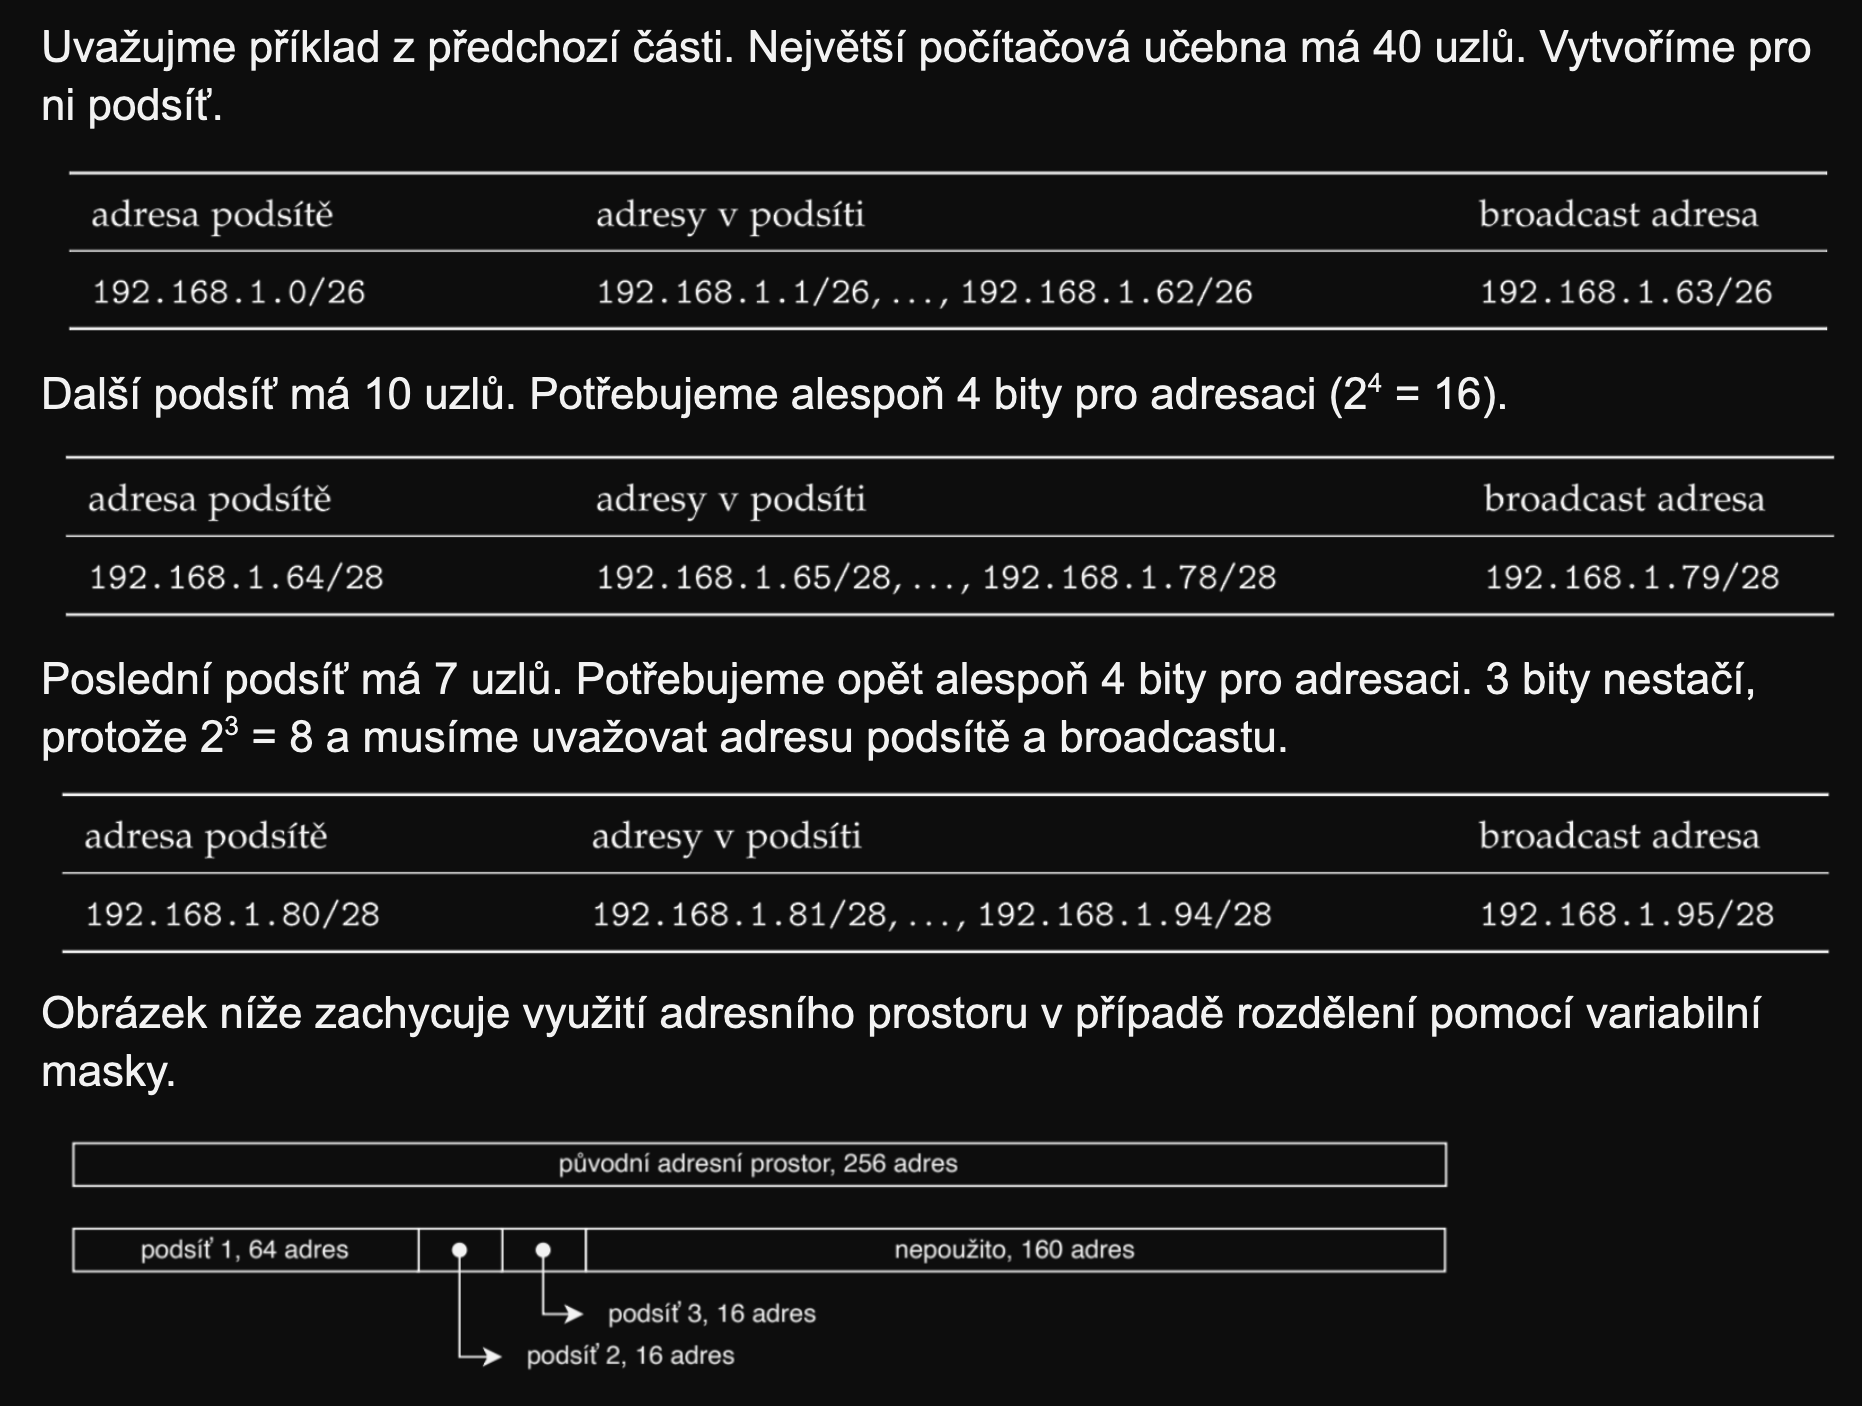 Uvažujme příklad z předchozí části. Největší počítačová učebna má 40 uzlů. Vytvoříme pro
ni podsíť.
adresa podsítě adresy v podsíti broadcast adresa
192.168.1.0/26 192.168.1.1/26,..., 192.168.1.62/26 192.168.1.63/26
Další podsíť má 10 uzlů. Potřebujeme alespoň 4 bity pro adresaci (2⁴ = 16).
adresa podsítě adresy v podsíti broadcast adresa
192.168.1.64/28 192.168.1.65/28,..., 192.168.1.78/28 192.168.1.79/28
Poslední podsíť má 7 uzlů. Potřebujeme opět alespoň 4 bity pro adresaci. 3 bity nestačí,
protože 2³ = 8 a musíme uvažovat adresu podsítě a broadcastu.
adresa podsítě adresy v podsíti broadcast adresa
192.168.1.80/28 192.168.1.81/28,..., 192.168.1.94/28 192.168.1.95/28
Obrázek níže zachycuje využití adresního prostoru v případě rozdělení pomocí variabilní
masky.
původní adresní prostor, 256 adres
podsíť 1, 64 adres nepoužito, 160 adres
podsíť 3, 16 adres
podsíť 2, 16 adres